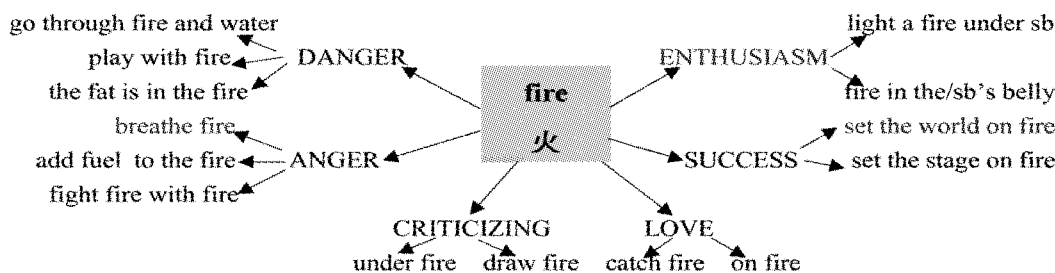 go through fire and water
light a fire under sb
play with fire
DANGER
ENTHUSIASM
the fat is in the fire
fire
fire in the/sb's belly
breathe fire
火
set the world on fire
add fuel to the fire
ANGER
SUCCESS
set the stage on fire
fight fire with fire
CRITICIZING
LOVE
under fire
draw fire
catch fire
on fire